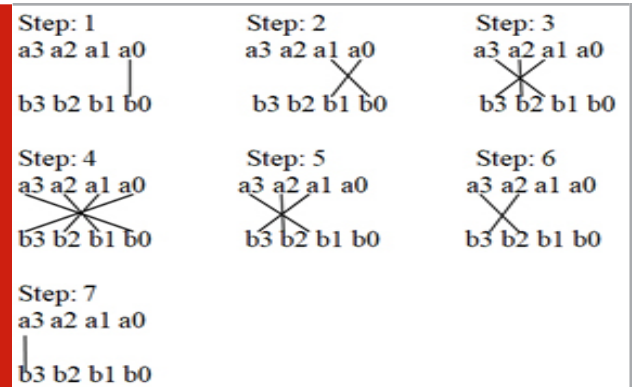 Step: 1
a3 a2 a1 a0
b3 b2 b1 b0
Step: 2
a3 a2 a1 a0
b3 b2 b1 b0
Step: 3
a3 a2 a1 a0
b3 b2 b1 b0
Step: 4
a3 a2 a1 a0
b3 b2 b1 b0
Step: 5
a3 a2 a1 a0
b3 b2 b1 b0
Step: 6
a3 a2 a1 a0
b3 b2 b1 b0
Step: 7
a3 a2 a1 a0
b3 b2 b1 b0